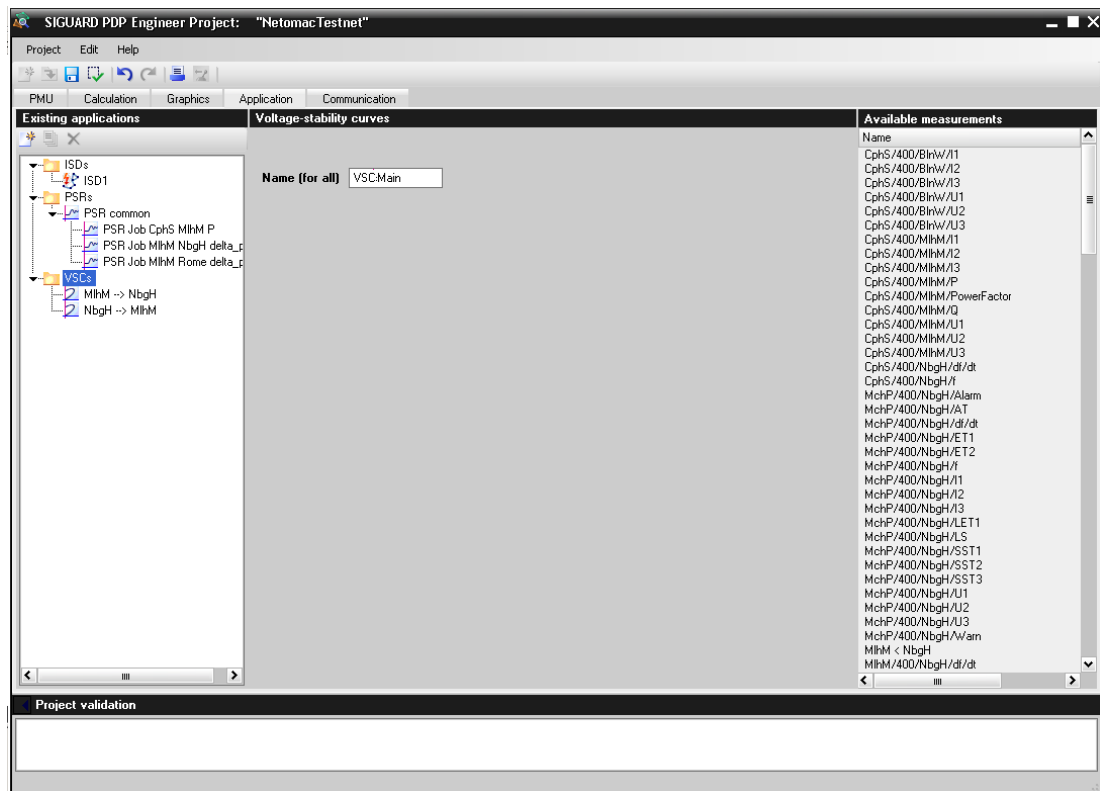 SIGUARD PDP Engineer Project: "NetomacTestnet"
Project Edit Help
PMU Calculation Graphics Application Communication
Existing applications
ISDs
ISD1
PSRs
PSR common
PSR Job CphS MlhM P
PSR Job MlhM NbgH delta_p
PSR Job MlhM Rome delta_p
VSCs
MlhM --> NbgH
NbgH --> MlhM
Voltage-stability curves
Name (for all) VSC:Main
Available measurements
Name
CphS/400/BlnW/I1
CphS/400/BlnW/I2
CphS/400/BlnW/I3
CphS/400/BlnW/U1
CphS/400/BlnW/U2
CphS/400/BlnW/U3
CphS/400/MlhM/I1
CphS/400/MlhM/I2
CphS/400/MlhM/I3
CphS/400/MlhM/P
CphS/400/MlhM/PowerFactor
CphS/400/MlhM/Q
CphS/400/MlhM/U1
CphS/400/MlhM/U2
CphS/400/MlhM/U3
CphS/400/NbgH/df/dt
CphS/400/NbgH/f
MchP/400/NbgH/Alarm
MchP/400/NbgH/AT
MchP/400/NbgH/df/dt
MchP/400/NbgH/ET1
MchP/400/NbgH/ET2
MchP/400/NbgH/f
MchP/400/NbgH/I1
MchP/400/NbgH/I2
MchP/400/NbgH/I3
MchP/400/NbgH/LET1
MchP/400/NbgH/LS
MchP/400/NbgH/SST1
MchP/400/NbgH/SST2
MchP/400/NbgH/SST3
MchP/400/NbgH/U1
MchP/400/NbgH/U2
MchP/400/NbgH/U3
MchP/400/NbgH/Warn
MlhM < NbgH
MlhM/400/NbgH/df/dt
Project validation